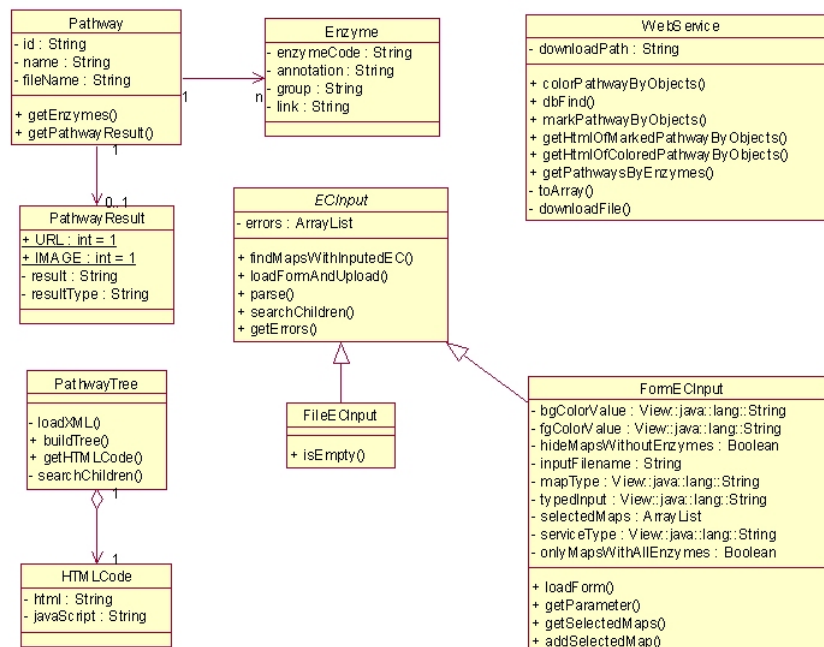 Pathway
- id : String
- name : String
- fileName : String
+ getEnzymes()
+ getPathwayResult()
1
n
Enzyme
- enzymeCode : String
- annotation : String
- group : String
- link : String
WebService
- downloadPath : String
+ colorPathwayByObjects()
+ dbFind()
+ markPathwayByObjects()
+ getHtmlOfMarkedPathwayByObjects()
+ getHtmlOfColoredPathwayByObjects()
+ getPathwaysByEnzymes()
- toArray()
- downloadFile()
1
0..1
PathwayResult
+ URL : int = 1
+ IMAGE : int = 1
- result : String
- resultType : String
ECInput
- errors : ArrayList
+ findMapsWithInputedEC()
+ loadFormAndUpload()
+ parse()
+ searchChildren()
+ getErrors()
PathwayTree
- loadXML()
+ buildTree()
+ getHTMLCode()
- searchChildren()
1
1
HTMLCode
- html : String
- javaScript : String
FileECInput
+ isEmpty()
FormECInput
- bgColorValue : View::java::lang::String
- fgColorValue : View::java::lang::String
- hideMapsWithoutEnzymes : Boolean
- inputFilename : String
- mapType : View::java::lang::String
- typedInput : View::java::lang::String
- selectedMaps : ArrayList
- serviceType : View::java::lang::String
- onlyMapsWithAllEnzymes : Boolean
+ loadForm()
+ getParameter()
+ getSelectedMaps()
+ addSelectedMap()